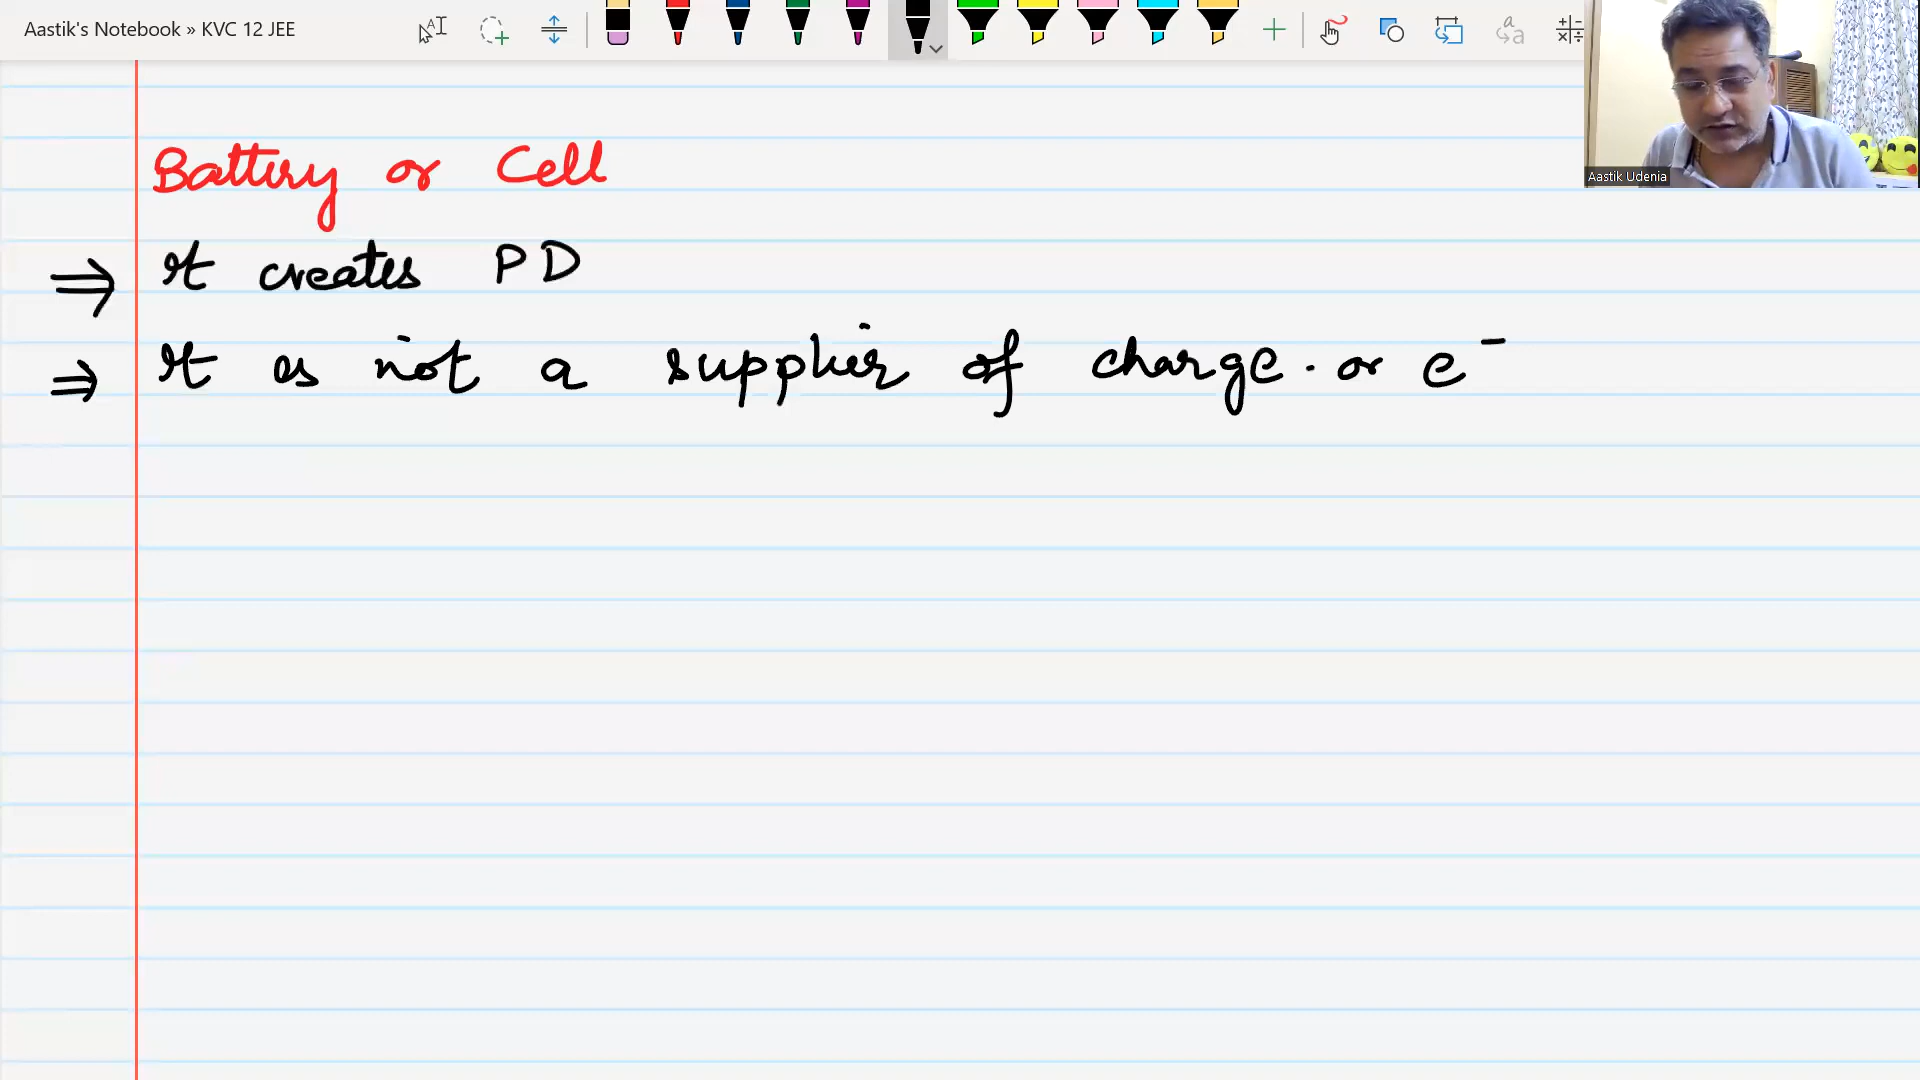 Aastik's Notebook » KVC 12 JEE
Aastik Udenia
Battery or Cell
⇒ It creates PD
⇒ It is not a supplier of charge. or e⁻